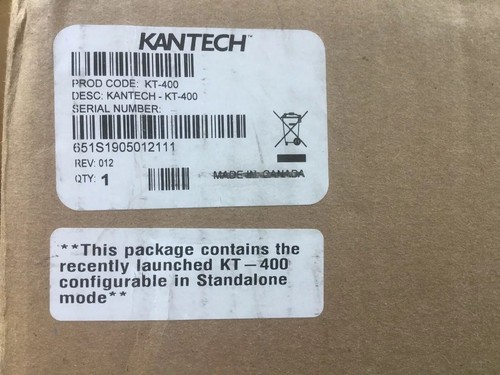 KANTECH™
PROD CODE: KT-400
DESC: KANTECH - KT-400
SERIAL NUMBER:
651S1905012111
REV: 012
QTY: 1
MADE IN CANADA
**This package contains the
recently launched KT-400
configurable in Standalone
mode**